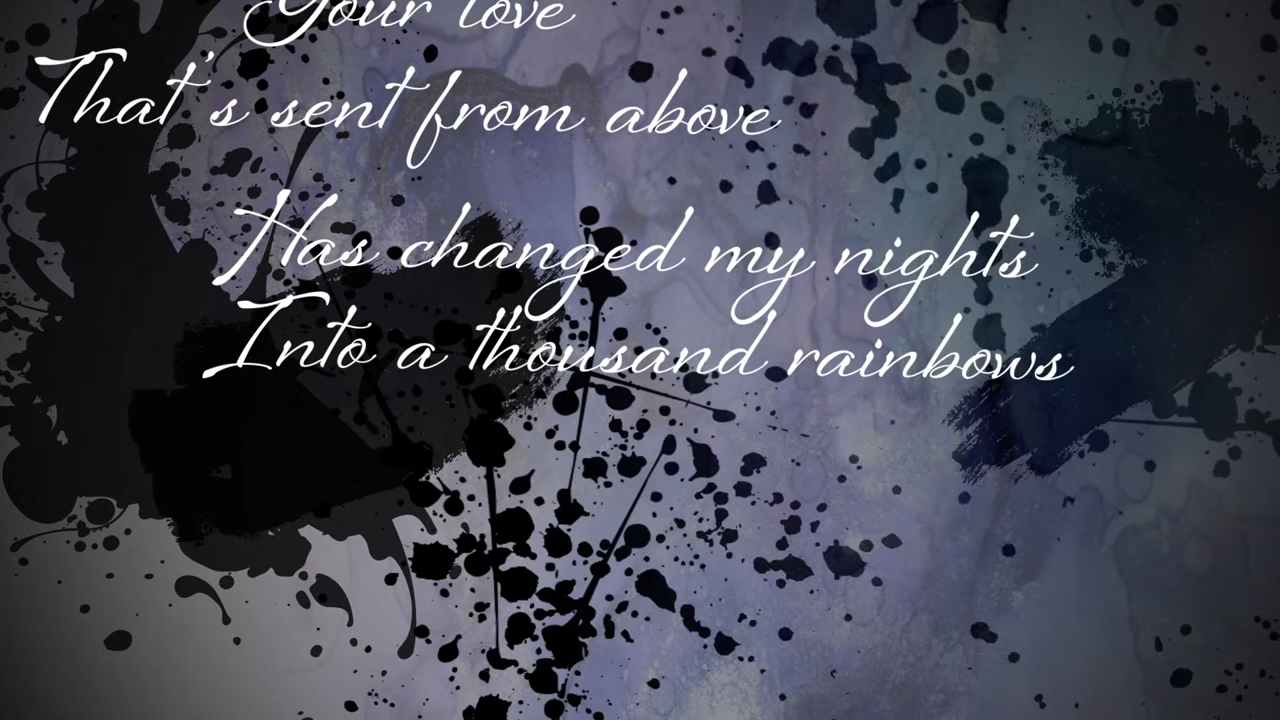 Your love
That's sent from above
Has changed my nights
Into a thousand rainbows